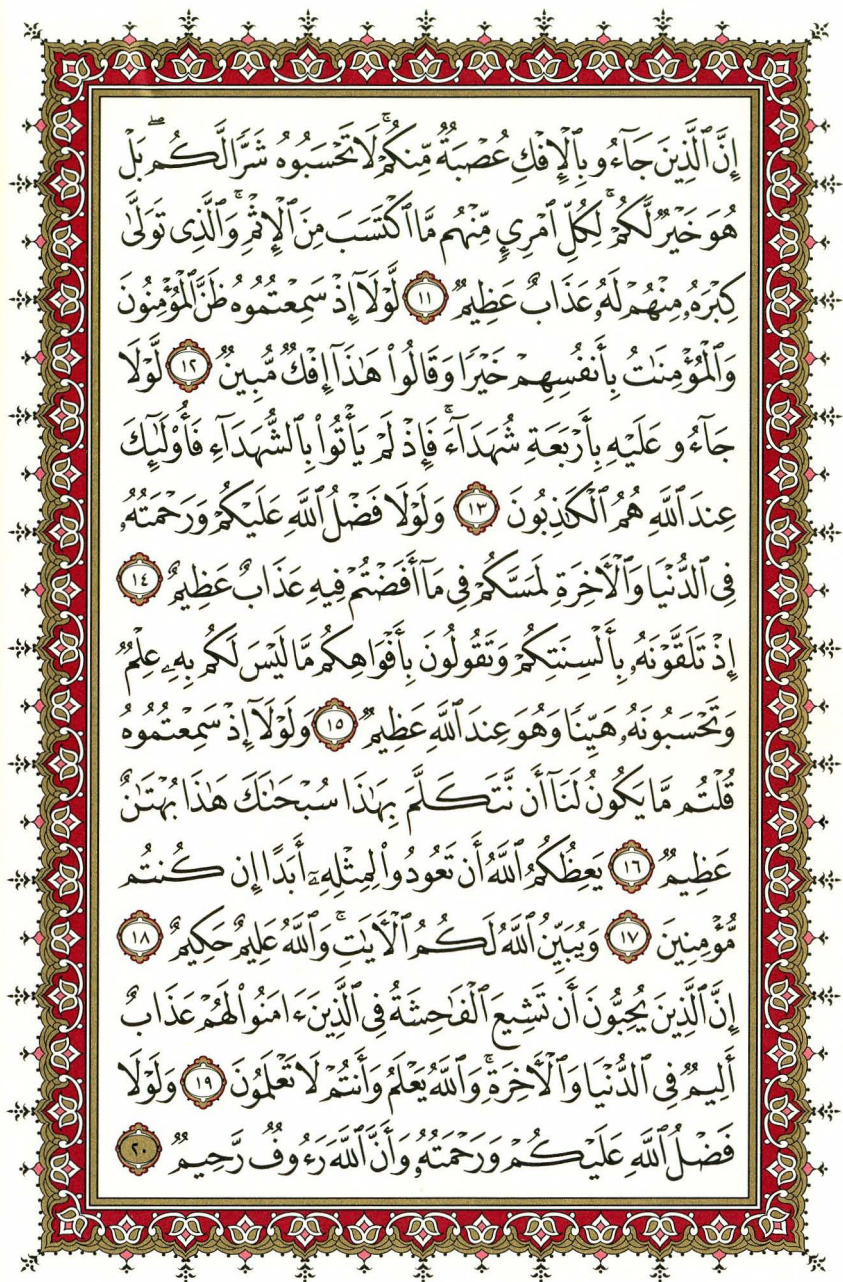 إِنَّ ٱلَّذِينَ جَآءُو بِٱلْإِفْكِ عُصْبَةٌ مِّنكُمْ ۚ لَا تَحْسَبُوهُ شَرًّا لَّكُم ۖ بَلْ
هُوَ خَيْرٌ لَّكُمْ ۚ لِكُلِّ ٱمْرِئٍ مِّنْهُم مَّا ٱكْتَسَبَ مِنَ ٱلْإِثْمِ ۚ وَٱلَّذِى تَوَلَّىٰ
كِبْرَهُۥ مِنْهُمْ لَهُۥ عَذَابٌ عَظِيمٌ ١١ لَّوْلَآ إِذْ سَمِعْتُمُوهُ ظَنَّ ٱلْمُؤْمِنُونَ
وَٱلْمُؤْمِنَٰتُ بِأَنفُسِهِمْ خَيْرًا وَقَالُوا۟ هَٰذَآ إِفْكٌ مُّبِينٌ ١٢ لَّوْلَا
جَآءُو عَلَيْهِ بِأَرْبَعَةِ شُهَدَآءَ ۚ فَإِذْ لَمْ يَأْتُوا۟ بِٱلشُّهَدَآءِ فَأُو۟لَٰٓئِكَ
عِندَ ٱللَّهِ هُمُ ٱلْكَٰذِبُونَ ١٣ وَلَوْلَا فَضْلُ ٱللَّهِ عَلَيْكُمْ وَرَحْمَتُهُۥ
فِى ٱلدُّنْيَا وَٱلْءَاخِرَةِ لَمَسَّكُمْ فِى مَآ أَفَضْتُمْ فِيهِ عَذَابٌ عَظِيمٌ ١٤
إِذْ تَلَقَّوْنَهُۥ بِأَلْسِنَتِكُمْ وَتَقُولُونَ بِأَفْوَاهِكُم مَّا لَيْسَ لَكُم بِهِۦ عِلْمٌ
وَتَحْسَبُونَهُۥ هَيِّنًا وَهُوَ عِندَ ٱللَّهِ عَظِيمٌ ١٥ وَلَوْلَآ إِذْ سَمِعْتُمُوهُ
قُلْتُم مَّا يَكُونُ لَنَآ أَن نَّتَكَلَّمَ بِهَٰذَا سُبْحَٰنَكَ هَٰذَا بُهْتَٰنٌ
عَظِيمٌ ١٦ يَعِظُكُمُ ٱللَّهُ أَن تَعُودُوا۟ لِمِثْلِهِۦٓ أَبَدًا إِن كُنتُم
مُّؤْمِنِينَ ١٧ وَيُبَيِّنُ ٱللَّهُ لَكُمُ ٱلْءَايَٰتِ ۚ وَٱللَّهُ عَلِيمٌ حَكِيمٌ ١٨
إِنَّ ٱلَّذِينَ يُحِبُّونَ أَن تَشِيعَ ٱلْفَٰحِشَةُ فِى ٱلَّذِينَ ءَامَنُوا۟ لَهُمْ عَذَابٌ
أَلِيمٌ فِى ٱلدُّنْيَا وَٱلْءَاخِرَةِ ۚ وَٱللَّهُ يَعْلَمُ وَأَنتُمْ لَا تَعْلَمُونَ ١٩ وَلَوْلَا
فَضْلُ ٱللَّهِ عَلَيْكُمْ وَرَحْمَتُهُۥ وَأَنَّ ٱللَّهَ رَءُوفٌ رَّحِيمٌ ٢٠